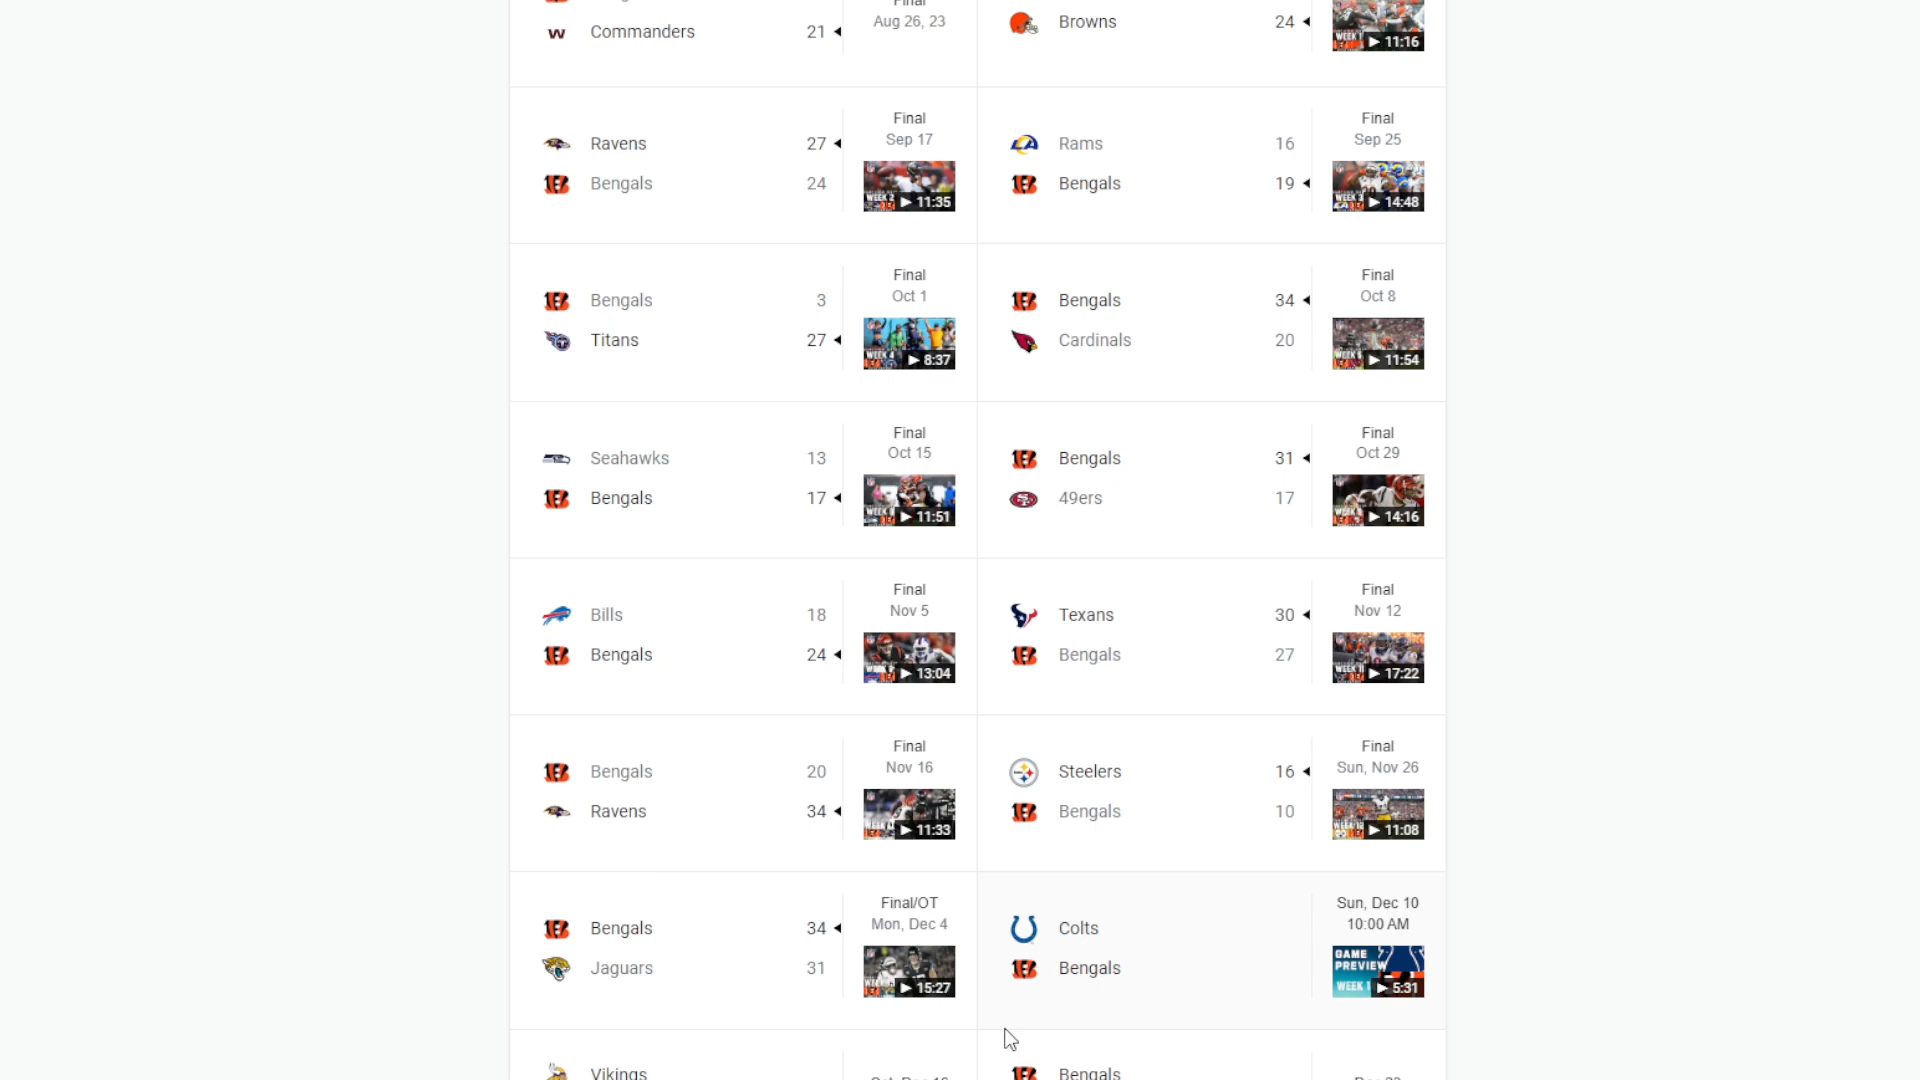 Final
Aug 26, 23
Commanders 21
Browns 24
11:16
Final
Sep 17
Ravens 27
Bengals 24
WEEK 2 11:35
Final
Sep 25
Rams 16
Bengals 19
14:48
Final
Oct 1
Bengals 3
Titans 27
WEEK 4 8:37
Final
Oct 8
Bengals 34
Cardinals 20
11:54
Final
Oct 15
Seahawks 13
Bengals 17
11:51
Final
Oct 29
Bengals 31
49ers 17
14:16
Final
Nov 5
Bills 18
Bengals 24
13:04
Final
Nov 12
Texans 30
Bengals 27
17:22
Final
Nov 16
Bengals 20
Ravens 34
11:33
Final
Sun, Nov 26
Steelers 16
Bengals 10
11:08
Final/OT
Mon, Dec 4
Bengals 34
Jaguars 31
15:27
Sun, Dec 10
10:00 AM
Colts
Bengals
GAME
PREVIEW
WEEK 5:31
Vikings
Bengals